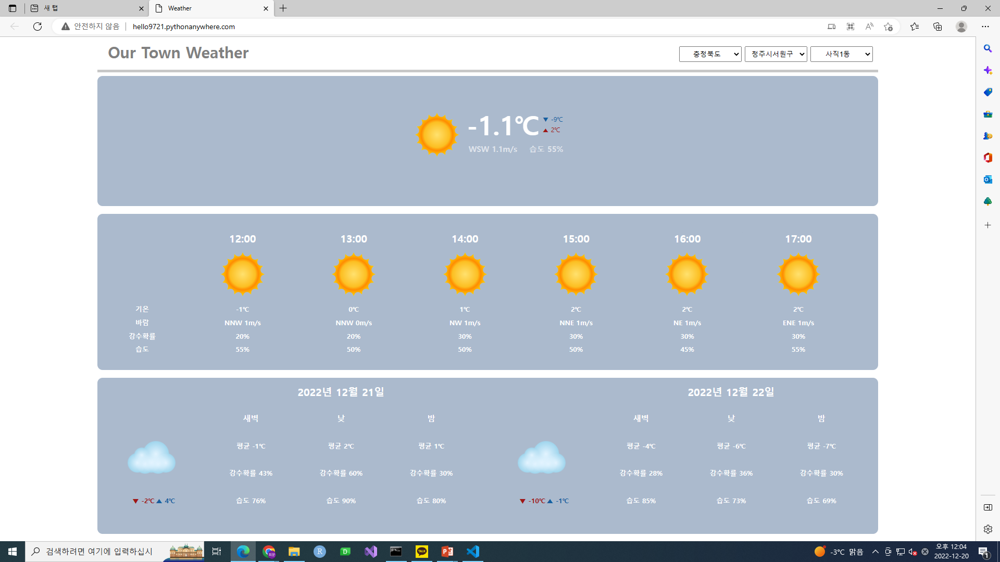 새 탭
Weather
안전하지 않음
hello9721.pythonanywhere.com
Our Town Weather
충청북도
청주시서원구
사직1동
-1.1℃
▼ -9℃
▲ 2℃
WSW 1.1m/s 습도 55%
12:00 13:00 14:00 15:00 16:00 17:00
기온 -1℃ 0℃ 1℃ 2℃ 2℃ 2℃
바람 NNW 1m/s NNW 0m/s NW 1m/s NNE 1m/s NE 1m/s ENE 1m/s
강수확률 20% 20% 30% 30% 30% 30%
습도 55% 50% 50% 50% 45% 55%
2022년 12월 21일
새벽 낮 밤
평균 -1℃ 평균 2℃ 평균 1℃
강수확률 43% 강수확률 60% 강수확률 30%
▼ -2℃ ▲ 4℃ 습도 76% 습도 90% 습도 80%
2022년 12월 22일
새벽 낮 밤
평균 -4℃ 평균 -6℃ 평균 -7℃
강수확률 28% 강수확률 36% 강수확률 30%
▼ -10℃ ▲ -1℃ 습도 85% 습도 73% 습도 69%
검색하려면 여기에 입력하십시
-3℃ 맑음
오후 12:04
2022-12-20
1